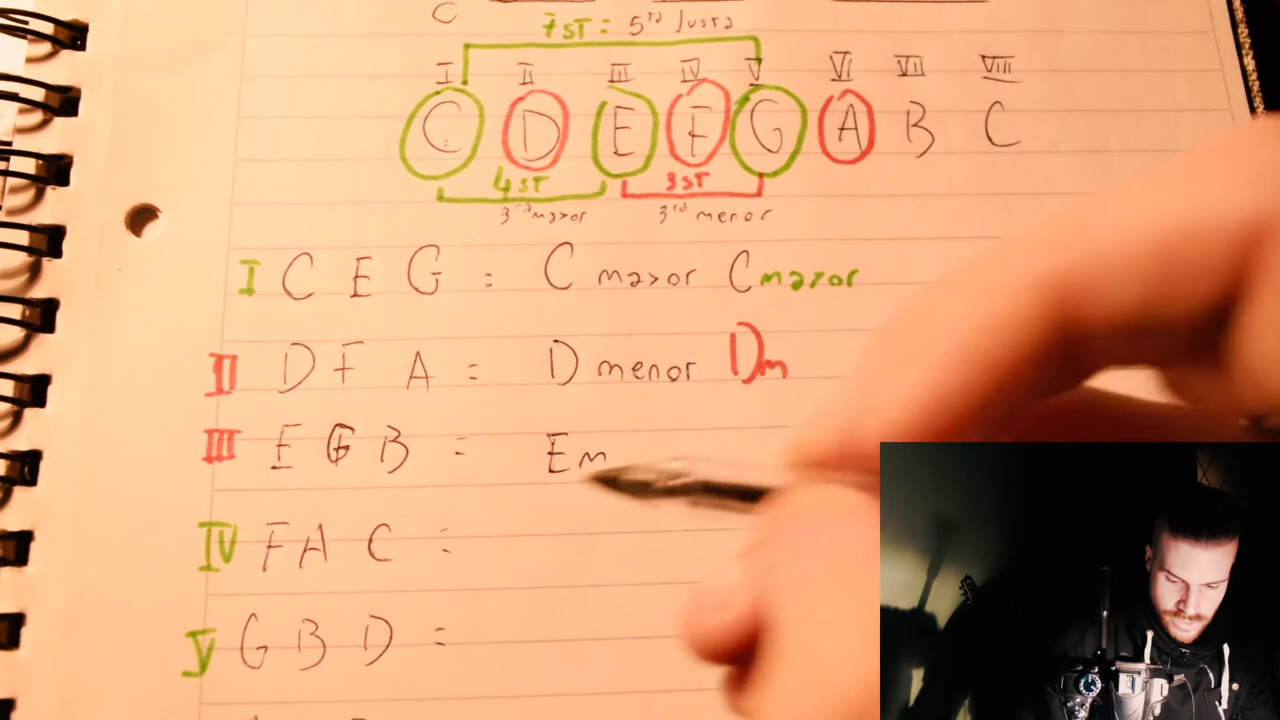 C
7ST = 5ta Justa
I II III IV V VI VII VIII
C D E F G A B C
4ST 3ST
3ra mayor 3ra menor
I C E G : C mayor C mayor
II D F A = D menor Dm
III E G B = Em
IV F A C =
V G B D =